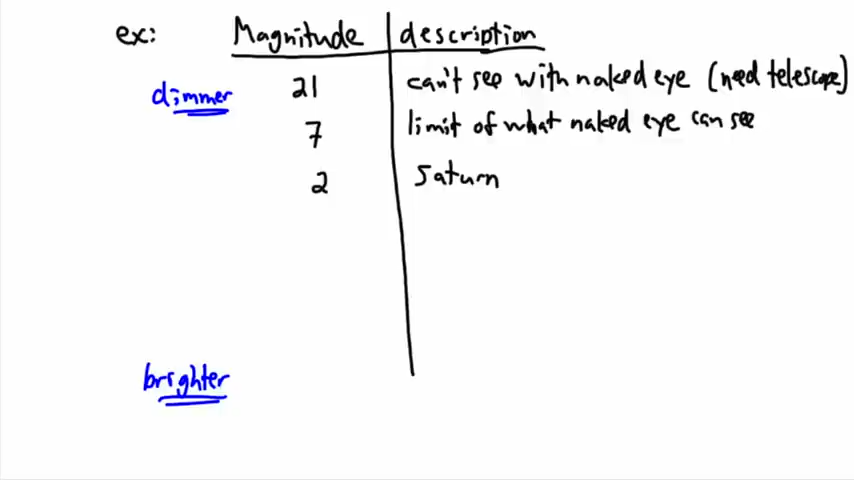 ex: Magnitude description
dimmer 21 can't see with naked eye (need telescope)
7 limit of what naked eye can see
2 Saturn
brighter